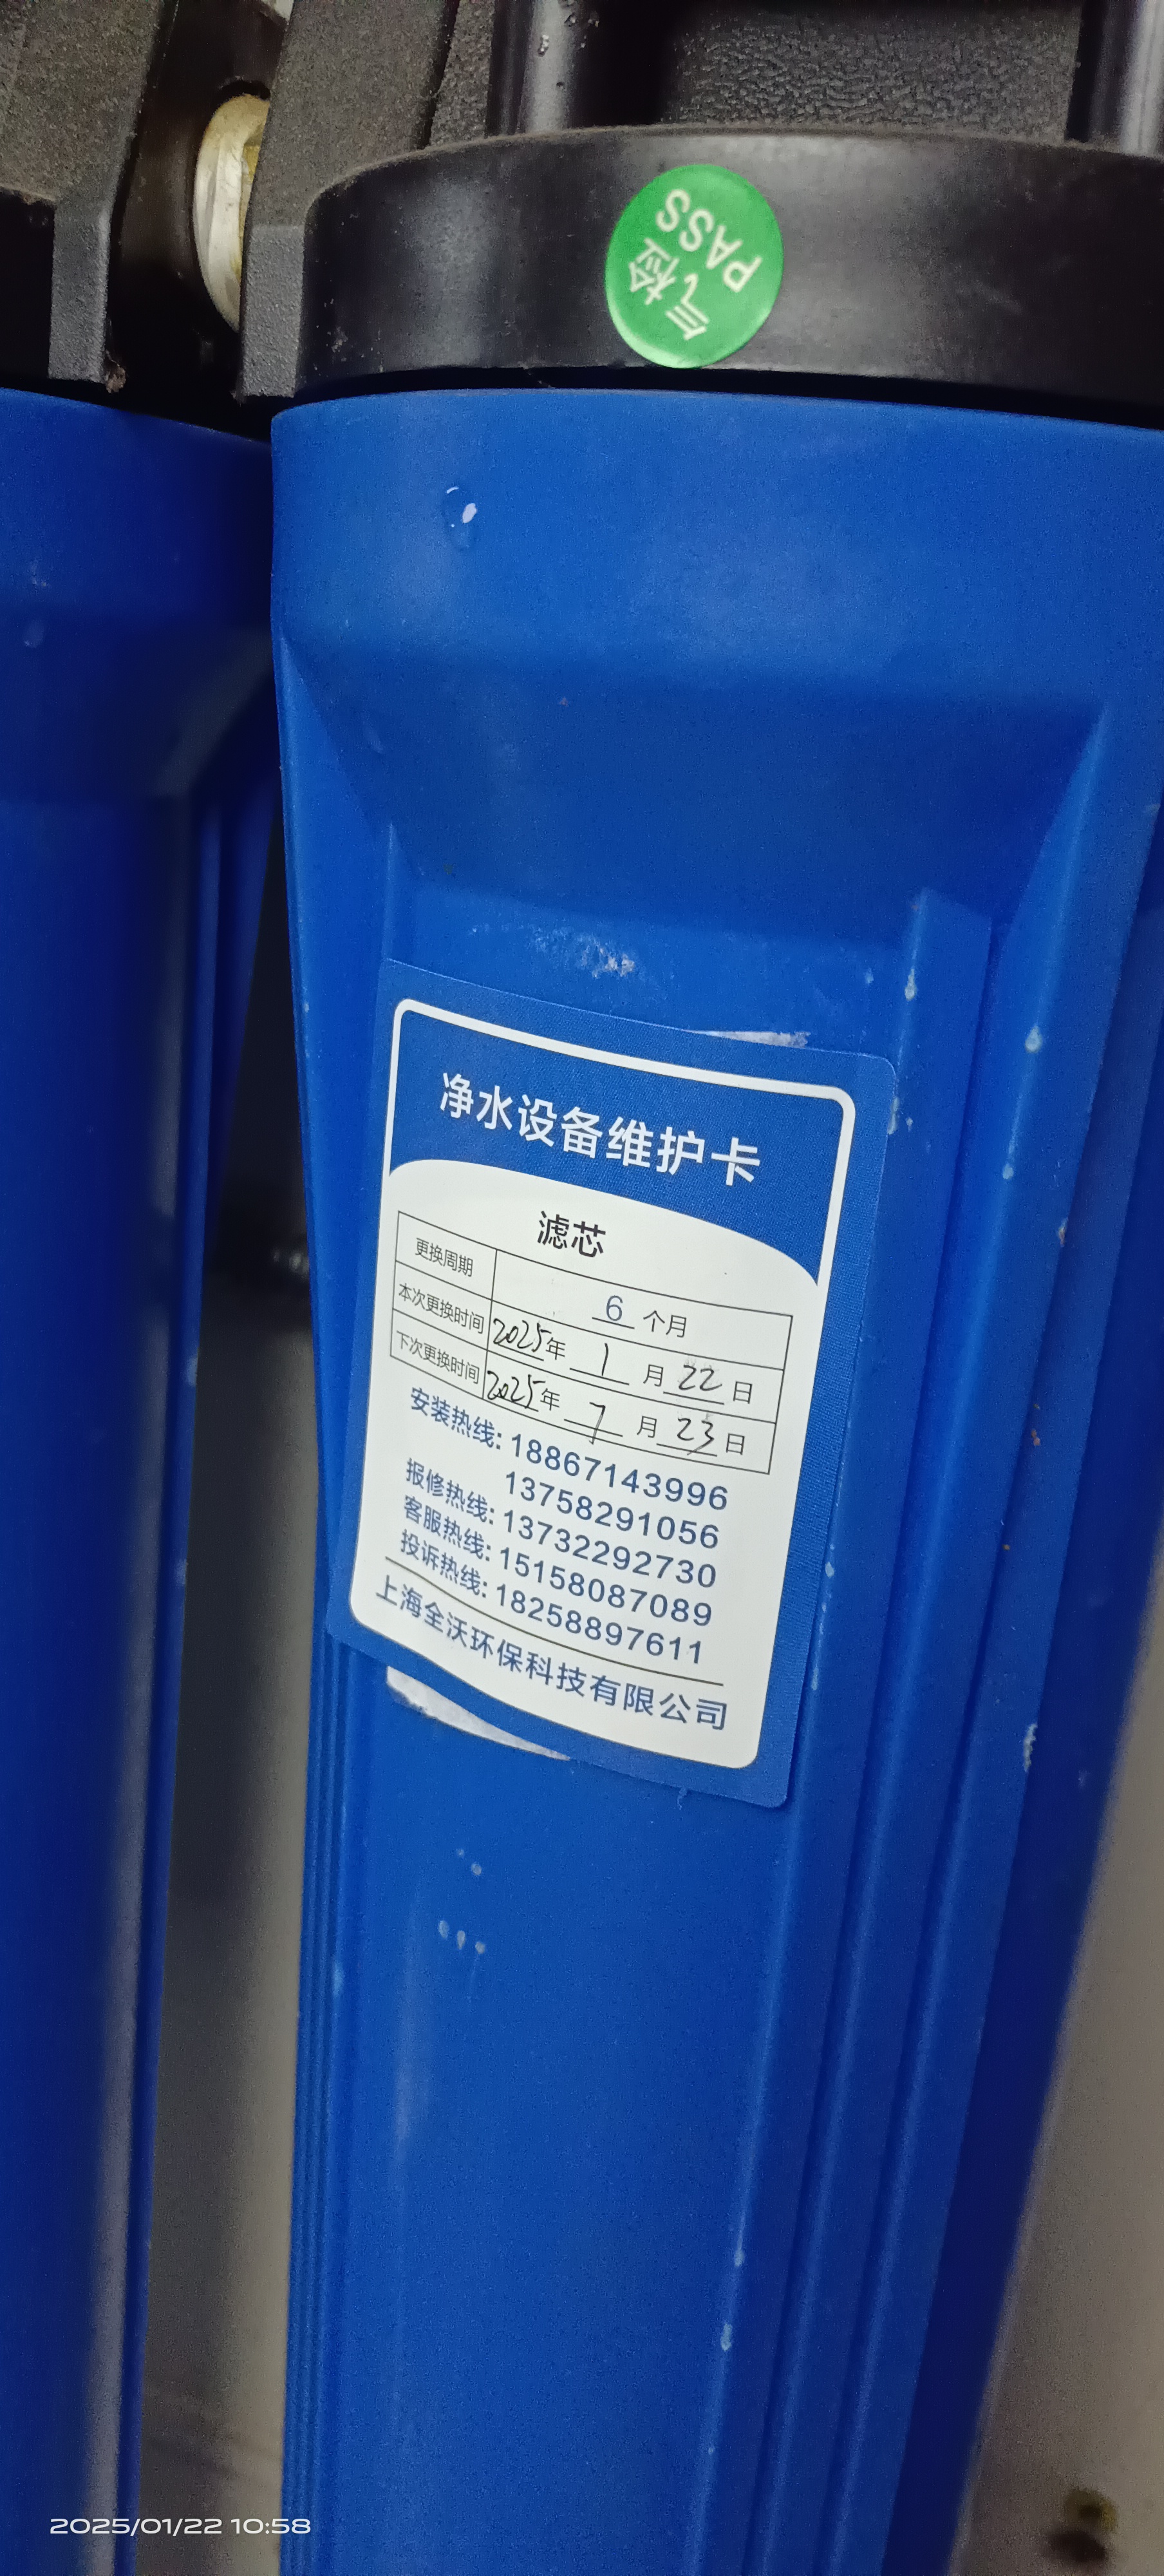 气检
PASS
净水设备维护卡
滤芯
更换周期 6 个月
本次更换时间 2025年 1 月 22 日
下次更换时间 2025年 7 月 23 日
安装热线: 18867143996
13758291056
报修热线: 13732292730
客服热线: 15158087089
投诉热线: 18258897611
上海全沃环保科技有限公司
2025/01/22 10:58